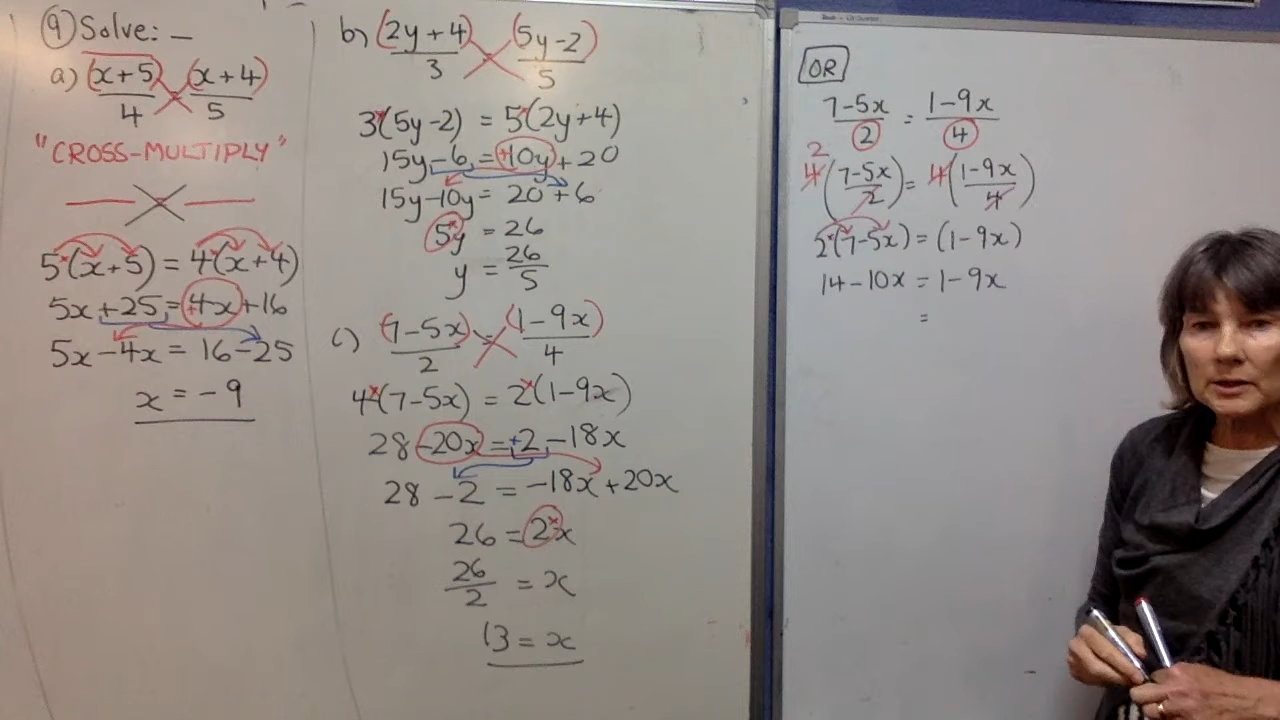 9 Solve: –
a) (x+5)/4 = (x+4)/5
"CROSS-MULTIPLY"
5(x+5) = 4(x+4)
5x +25 = +4x +16
5x -4x = 16 -25
x = -9
b) (2y+4)/3 = (5y-2)/5
3(5y-2) = 5(2y+4)
15y -6 = +10y +20
15y -10y = 20 +6
5y = 26
y = 26/5
c) (7-5x)/2 = (1-9x)/4
4(7-5x) = 2(1-9x)
28 -20x = +2 -18x
28 -2 = -18x +20x
26 = 2x
26/2 = x
13 = x
OR
7-5x/2 = 1-9x/4
2
4(7-5x/2) = 4(1-9x/4)
2(7-5x) = (1-9x)
14 -10x = 1-9x
=